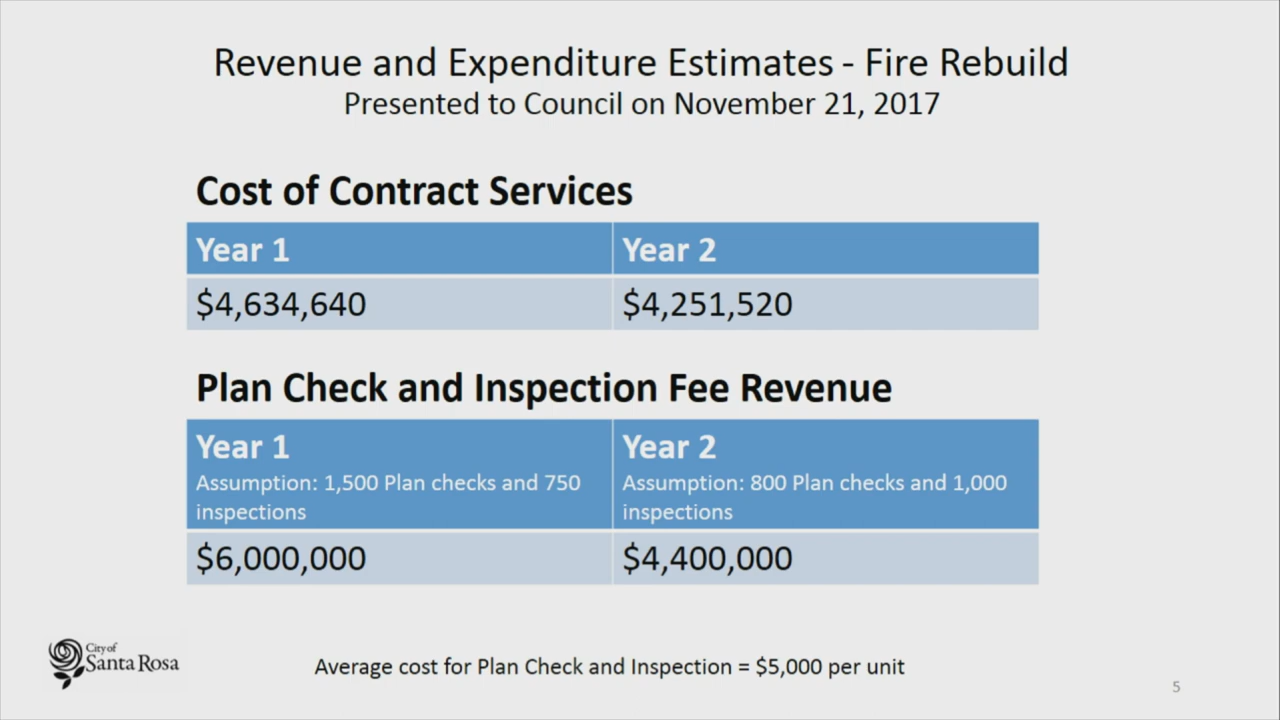 Revenue and Expenditure Estimates - Fire Rebuild
Presented to Council on November 21, 2017
Cost of Contract Services
Year 1
Year 2
$4,634,640
$4,251,520
Plan Check and Inspection Fee Revenue
Year 1
Assumption: 1,500 Plan checks and 750
inspections
Year 2
Assumption: 800 Plan checks and 1,000
inspections
$6,000,000
$4,400,000
City of
Santa Rosa
Average cost for Plan Check and Inspection = $5,000 per unit
5